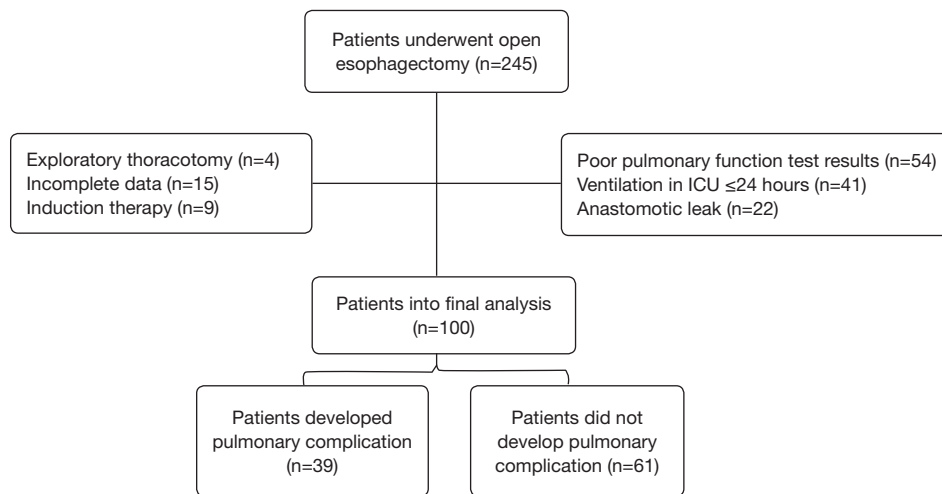 Patients underwent open
esophagectomy (n=245)
Exploratory thoracotomy (n=4)
Incomplete data (n=15)
Induction therapy (n=9)
Poor pulmonary function test results (n=54)
Ventilation in ICU ≤24 hours (n=41)
Anastomotic leak (n=22)
Patients into final analysis
(n=100)
Patients developed
pulmonary complication
(n=39)
Patients did not
develop pulmonary
complication (n=61)